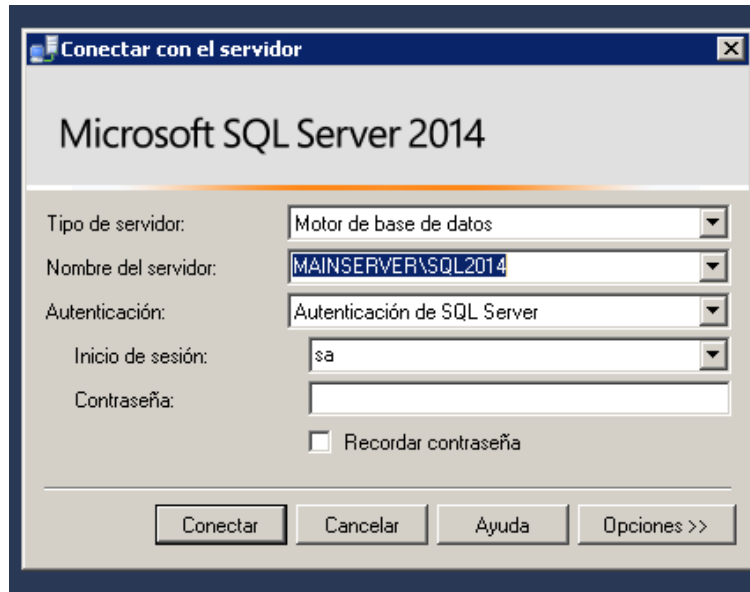 Conectar con el servidor
Microsoft SQL Server 2014
Tipo de servidor: Motor de base de datos
Nombre del servidor: MAINSERVER\SQL2014
Autenticación: Autenticación de SQL Server
Inicio de sesión: sa
Contraseña:
Recordar contraseña
Conectar Cancelar Ayuda Opciones >>